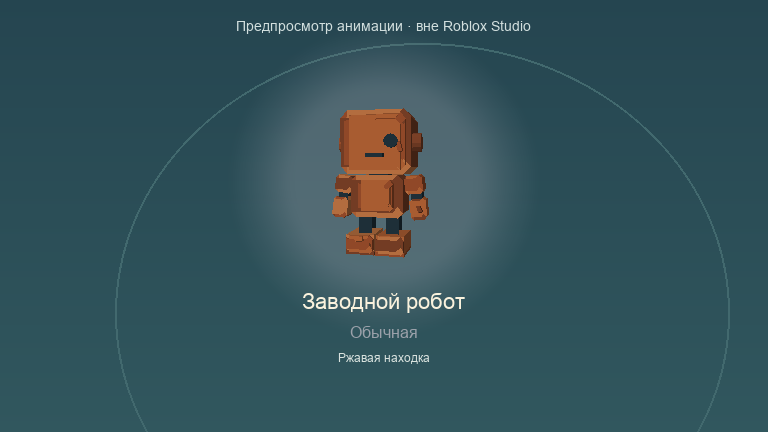 Предпросмотр анимации · вне Roblox Studio
Заводной робот
Обычная
Ржавая находка